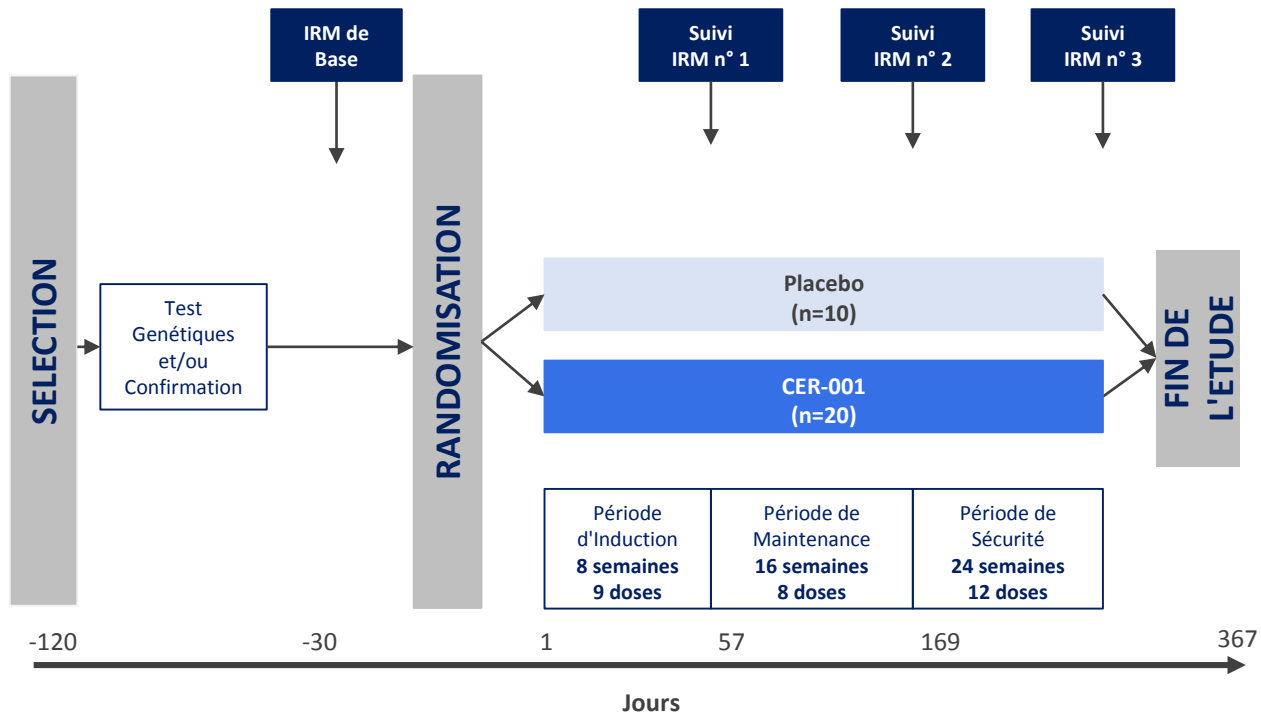 IRM de
Base
Suivi
IRM n° 1
Suivi
IRM n° 2
Suivi
IRM n° 3
SELECTION
Test
Genétiques
et/ou
Confirmation
RANDOMISATION
Placebo
(n=10)
CER-001
(n=20)
FIN DE
L'ETUDE
Période
d'Induction
8 semaines
9 doses
Période de
Maintenance
16 semaines
8 doses
Période de
Sécurité
24 semaines
12 doses
-120 -30 1 57 169 367
Jours